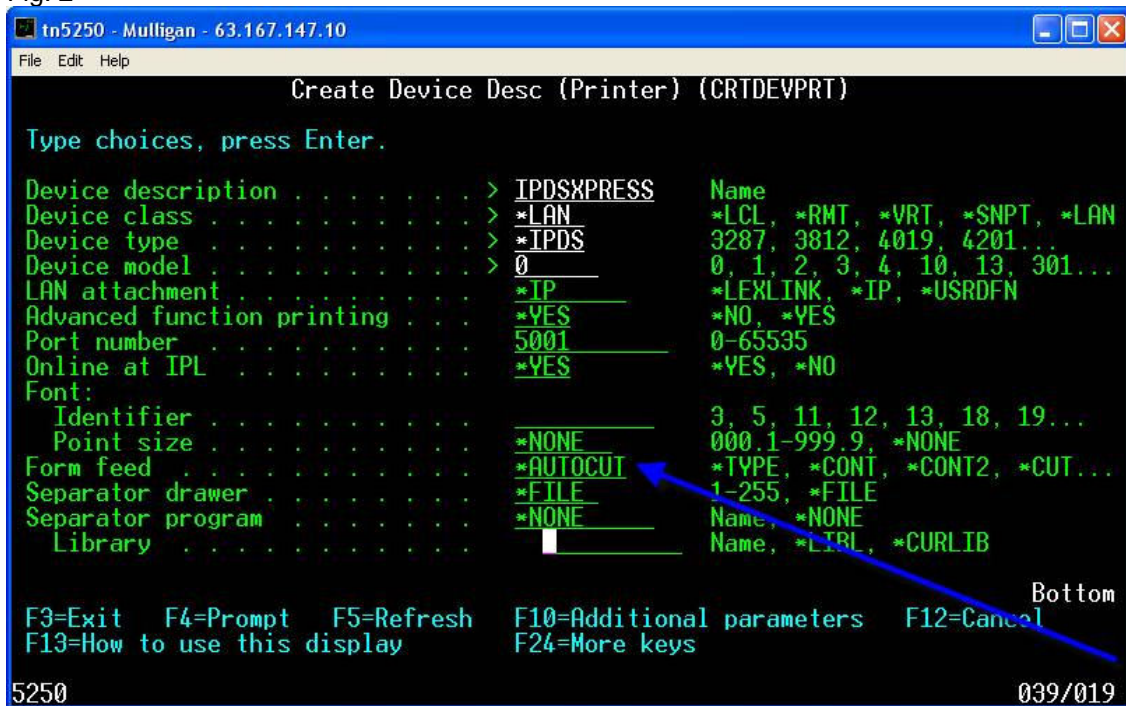 Fig. 2
tn5250 - Mulligan - 63.167.147.10
File Edit Help
Create Device Desc (Printer) (CRTDEVPRT)
Type choices, press Enter.
Device description . . . . . . . > IPDSXPRESS Name
Device class . . . . . . . . . . > *LAN *LCL, *RMT, *VRT, *SNPT, *LAN
Device type . . . . . . . . . . > *IPDS 3287, 3812, 4019, 4201...
Device model . . . . . . . . . . > 0 0, 1, 2, 3, 4, 10, 13, 301...
LAN attachment . . . . . . . . . *IP *LEXLINK, *IP, *USRDFN
Advanced function printing . . . *YES *NO, *YES
Port number . . . . . . . . . . 5001 0-65535
Online at IPL . . . . . . . . . *YES *YES, *NO
Font:
Identifier . . . . . . . . . . 3, 5, 11, 12, 13, 18, 19...
Point size . . . . . . . . . . *NONE 000.1-999.9, *NONE
Form feed . . . . . . . . . . . *AUTOCUT *TYPE, *CONT, *CONT2, *CUT...
Separator drawer . . . . . . . . *FILE 1-255, *FILE
Separator program . . . . . . . *NONE Name, *NONE
Library . . . . . . . . . . . Name, *LIBL, *CURLIB
Bottom
F3=Exit F4=Prompt F5=Refresh F10=Additional parameters F12=Cancel
F13=How to use this display F24=More keys
5250 039/019